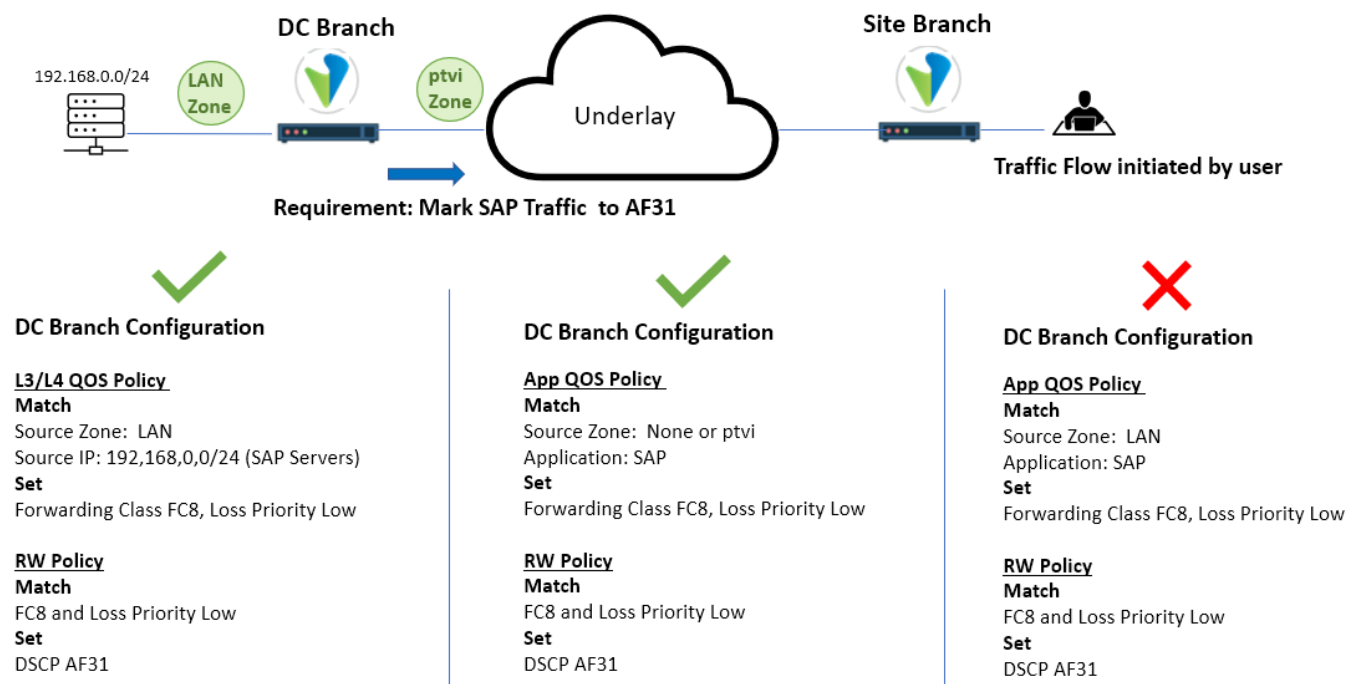 DC Branch
Site Branch
192.168.0.0/24
LAN
Zone
ptvi
Zone
Underlay
Traffic Flow initiated by user
Requirement: Mark SAP Traffic to AF31
DC Branch Configuration
L3/L4 QOS Policy
Match
Source Zone: LAN
Source IP: 192,168,0,0/24 (SAP Servers)
Set
Forwarding Class FC8, Loss Priority Low
RW Policy
Match
FC8 and Loss Priority Low
Set
DSCP AF31
DC Branch Configuration
App QOS Policy
Match
Source Zone: None or ptvi
Application: SAP
Set
Forwarding Class FC8, Loss Priority Low
RW Policy
Match
FC8 and Loss Priority Low
Set
DSCP AF31
DC Branch Configuration
App QOS Policy
Match
Source Zone: LAN
Application: SAP
Set
Forwarding Class FC8, Loss Priority Low
RW Policy
Match
FC8 and Loss Priority Low
Set
DSCP AF31